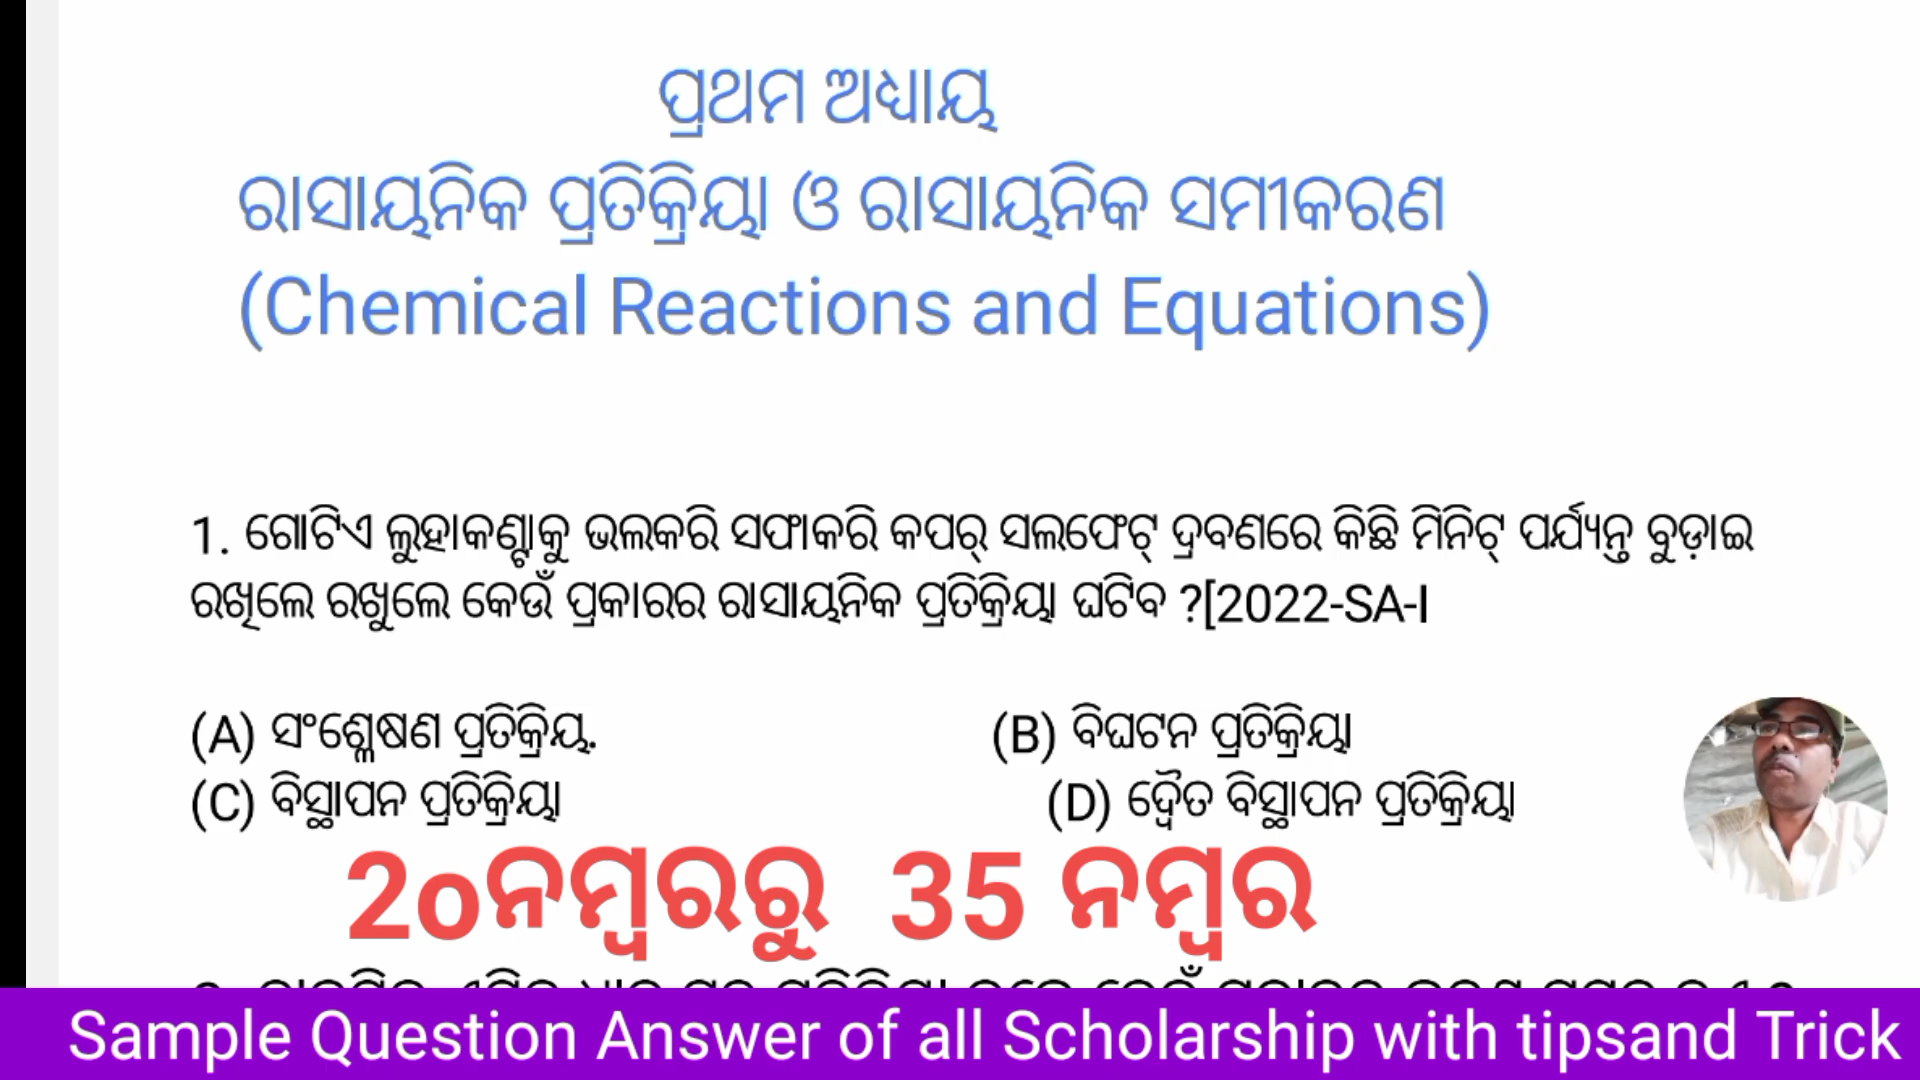 ପ୍ରଥମ ଅଧ୍ୟାୟ
ରାସାୟନିକ ପ୍ରତିକ୍ରିୟା ଓ ରାସାୟନିକ ସମୀକରଣ
(Chemical Reactions and Equations)
1. ଗୋଟିଏ ଲୁହାକଣ୍ଟାକୁ ଭଲକରି ସଫାକରି କପର୍ ସଲଫେଟ୍ ଦ୍ରବଣରେ କିଛି ମିନିଟ୍ ପର୍ଯ୍ୟନ୍ତ ବୁଡ଼ାଇ
ରଖିଲେ ରଖୁଲେ କେଉଁ ପ୍ରକାରର ରାସାୟନିକ ପ୍ରତିକ୍ରିୟା ଘଟିବ ?[2022-SA-I
(A) ସଂଶ୍ଳେଷଣ ପ୍ରତିକ୍ରିୟ. (B) ବିଘଟନ ପ୍ରତିକ୍ରିୟା
(C) ବିସ୍ଥାପନ ପ୍ରତିକ୍ରିୟା (D) ଦ୍ୱୈତ ବିସ୍ଥାପନ ପ୍ରତିକ୍ରିୟା
2oନମ୍ବରରୁ 35 ନମ୍ବର
Sample Question Answer of all Scholarship with tipsand Trick